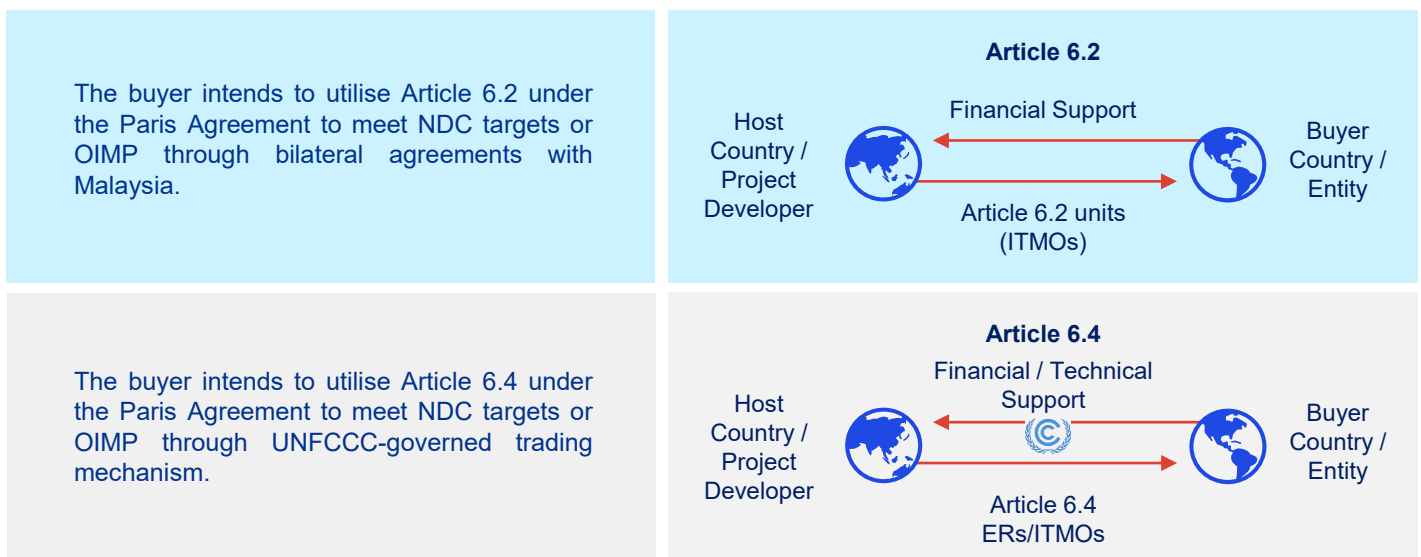 The buyer intends to utilise Article 6.2 under
the Paris Agreement to meet NDC targets or
OIMP through bilateral agreements with
Malaysia.
Article 6.2
Financial Support
Host
Country /
Project
Developer
Buyer
Country /
Entity
Article 6.2 units
(ITMOs)
The buyer intends to utilise Article 6.4 under
the Paris Agreement to meet NDC targets or
OIMP through UNFCCC-governed trading
mechanism.
Article 6.4
Financial / Technical
Support
Host
Country /
Project
Developer
Buyer
Country /
Entity
Article 6.4
ERs/ITMOs